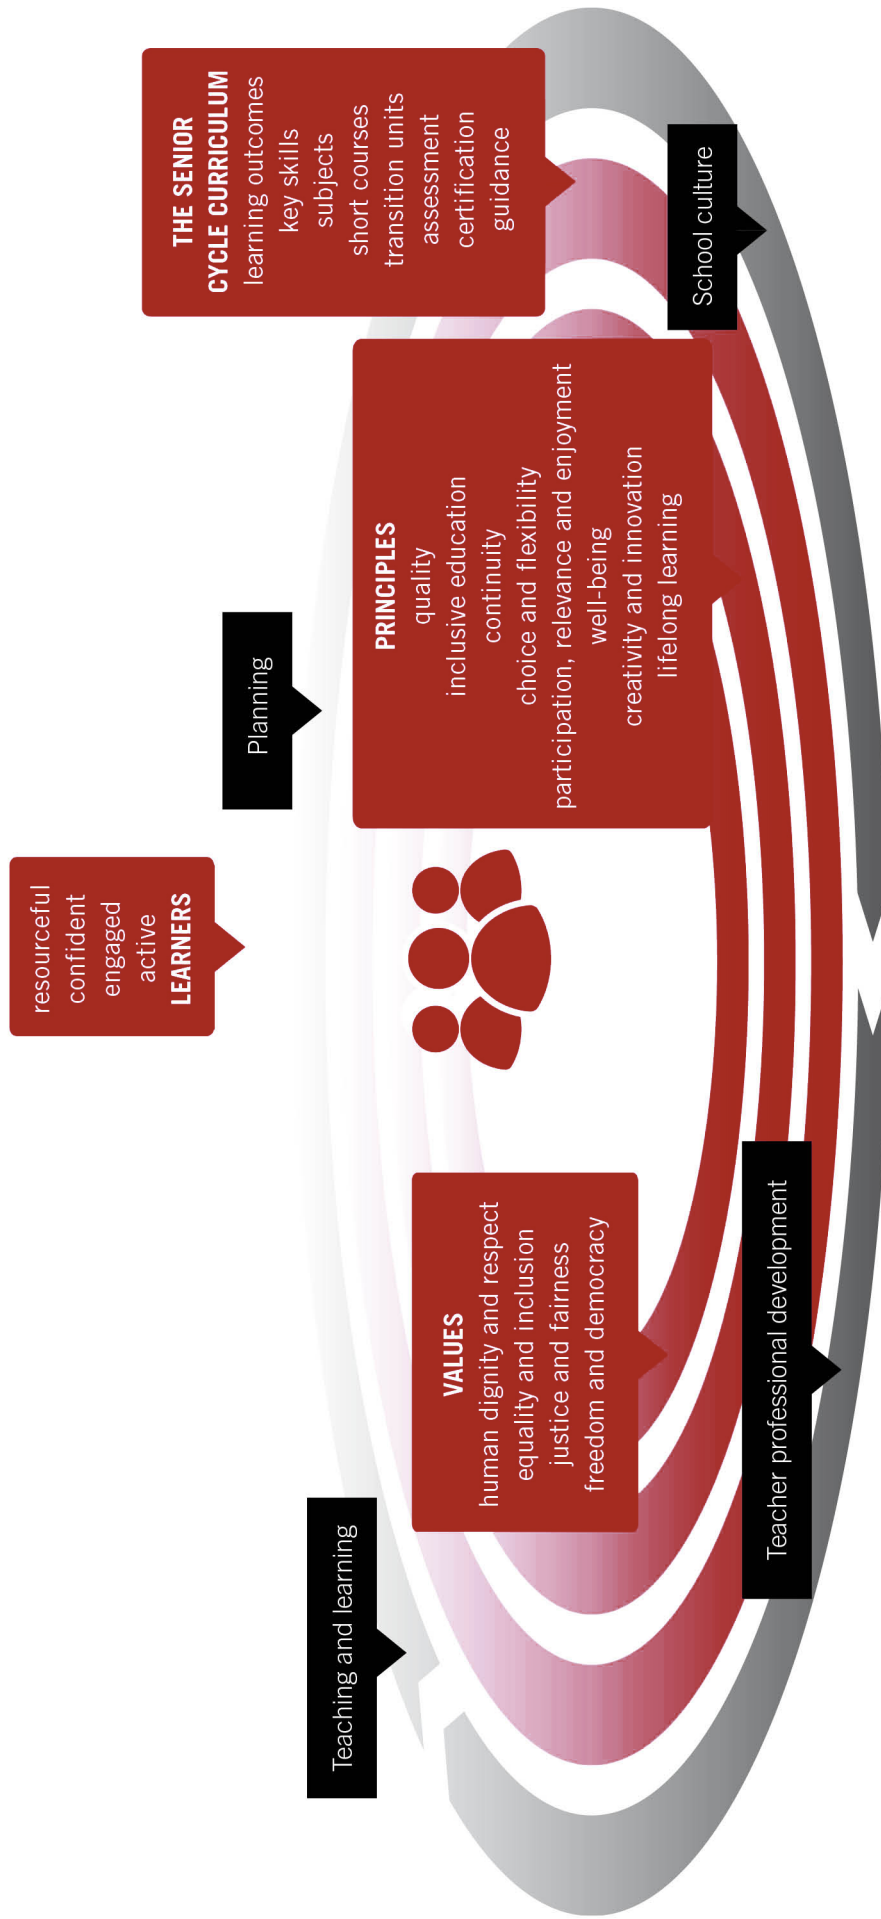 resourceful
confident
engaged
active
LEARNERS
Planning
THE SENIOR
CYCLE CURRICULUM
learning outcomes
key skills
subjects
short courses
transition units
assessment
certification
guidance
Teaching and learning
VALUES
human dignity and respect
equality and inclusion
justice and fairness
freedom and democracy
PRINCIPLES
quality
inclusive education
continuity
choice and flexibility
participation, relevance and enjoyment
well-being
creativity and innovation
lifelong learning
School culture
Teacher professional development